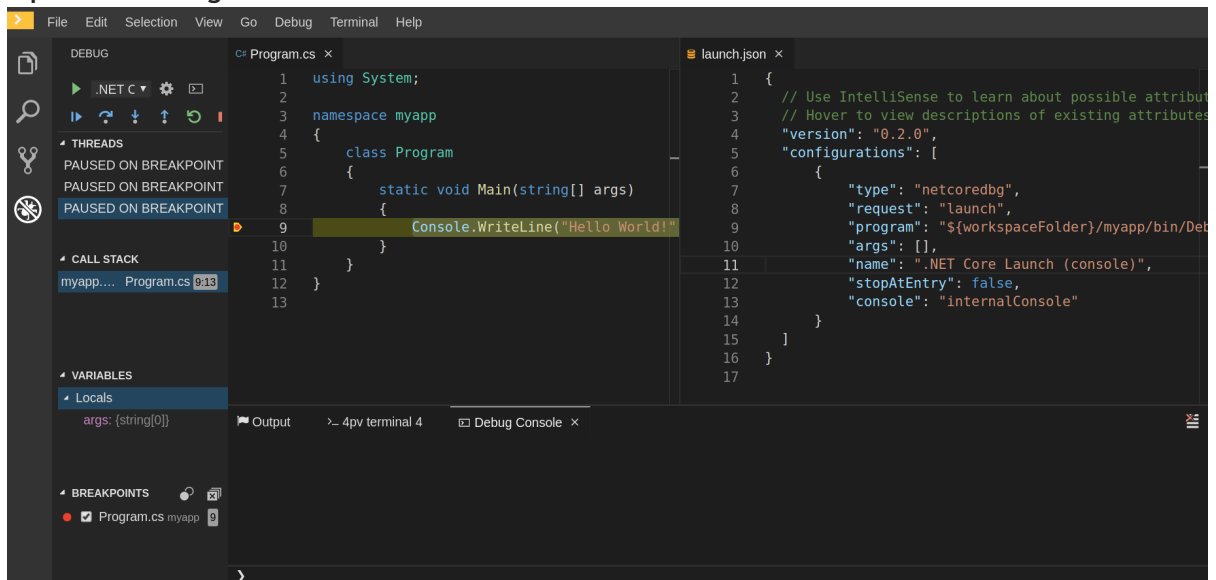 File Edit Selection View Go Debug Terminal Help
DEBUG
.NET C
THREADS
PAUSED ON BREAKPOINT
PAUSED ON BREAKPOINT
PAUSED ON BREAKPOINT
CALL STACK
myapp.... Program.cs 9:13
VARIABLES
Locals
args: {string[0]}
BREAKPOINTS
Program.cs myapp 9
C# Program.cs ×
1 using System;
2
3 namespace myapp
4 {
5 class Program
6 {
7 static void Main(string[] args)
8 {
9 Console.WriteLine("Hello World!"
10 }
11 }
12 }
13
launch.json ×
1 {
2 // Use IntelliSense to learn about possible attribut
3 // Hover to view descriptions of existing attributes
4 "version": "0.2.0",
5 "configurations": [
6 {
7 "type": "netcoredbg",
8 "request": "launch",
9 "program": "${workspaceFolder}/myapp/bin/Deb
10 "args": [],
11 "name": ".NET Core Launch (console)",
12 "stopAtEntry": false,
13 "console": "internalConsole"
14 }
15 ]
16 }
17
Output >_ 4pv terminal 4 Debug Console ×